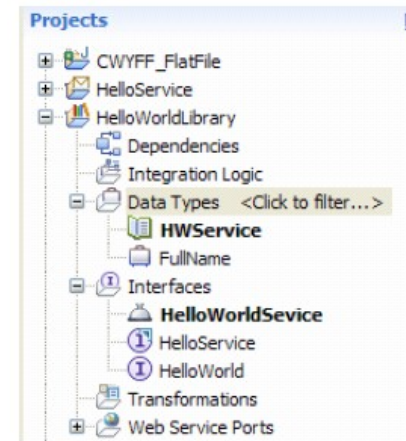 Projects
CWYFF_FlatFile
HelloService
HelloWorldLibrary
Dependencies
Integration Logic
Data Types <Click to filter...>
HWService
FullName
Interfaces
HelloWorldSevice
HelloService
HelloWorld
Transformations
Web Service Ports